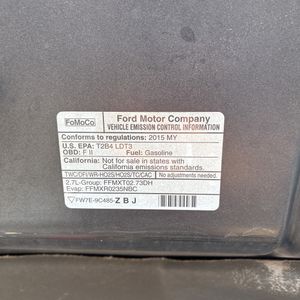 FoMoCo
Ford Motor Company
VEHICLE EMISSION CONTROL INFORMATION
Conforms to regulations: 2015 MY
U.S. EPA: T2B4 LDT3
OBD: F II Fuel: Gasoline
California: Not for sale in states with
California emissions standards.
TWC/DFI/WR-HO2S/HO2S/TC/CAC No adjustments needed.
2.7L-Group: FFMXT02.73DH
Evap: FFMXR0235NBC
FW7E-9C485-ZBJ